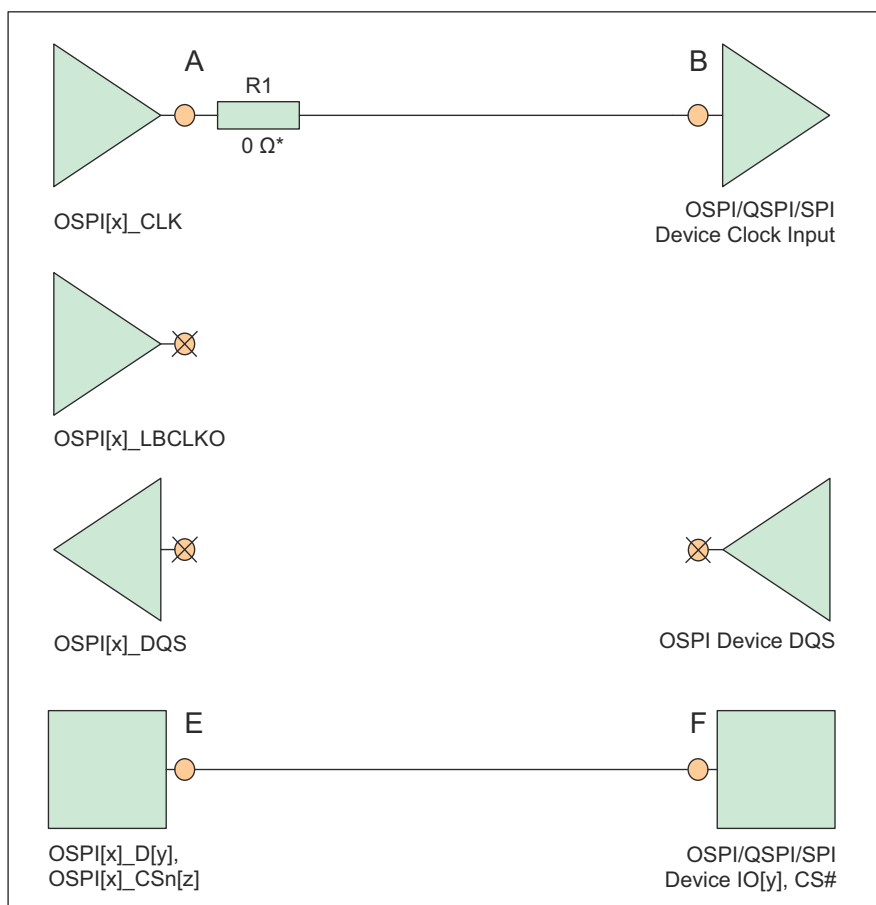 A
B
R1
0 Ω*
OSPI[x]_CLK
OSPI/QSPI/SPI
Device Clock Input
OSPI[x]_LBCLKO
OSPI[x]_DQS
OSPI Device DQS
E
F
OSPI[x]_D[y],
OSPI[x]_CSn[z]
OSPI/QSPI/SPI
Device IO[y], CS#